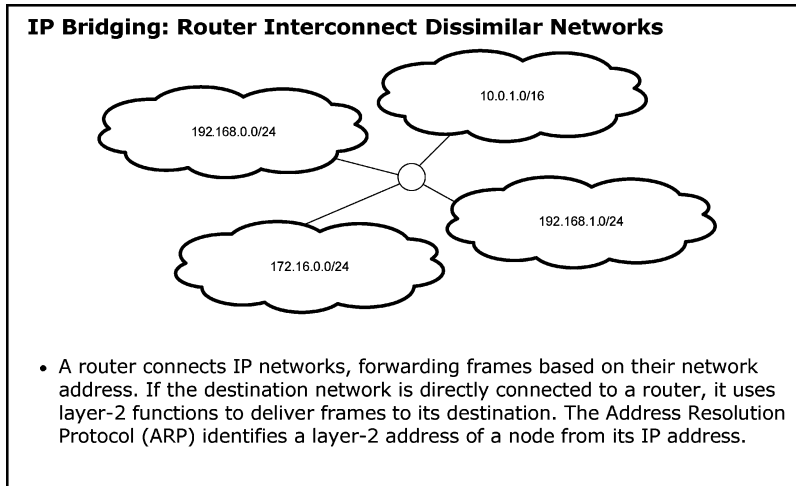 IP Bridging: Router Interconnect Dissimilar Networks
10.0.1.0/16
192.168.0.0/24
192.168.1.0/24
172.16.0.0/24
• A router connects IP networks, forwarding frames based on their network
address. If the destination network is directly connected to a router, it uses
layer-2 functions to deliver frames to its destination. The Address Resolution
Protocol (ARP) identifies a layer-2 address of a node from its IP address.